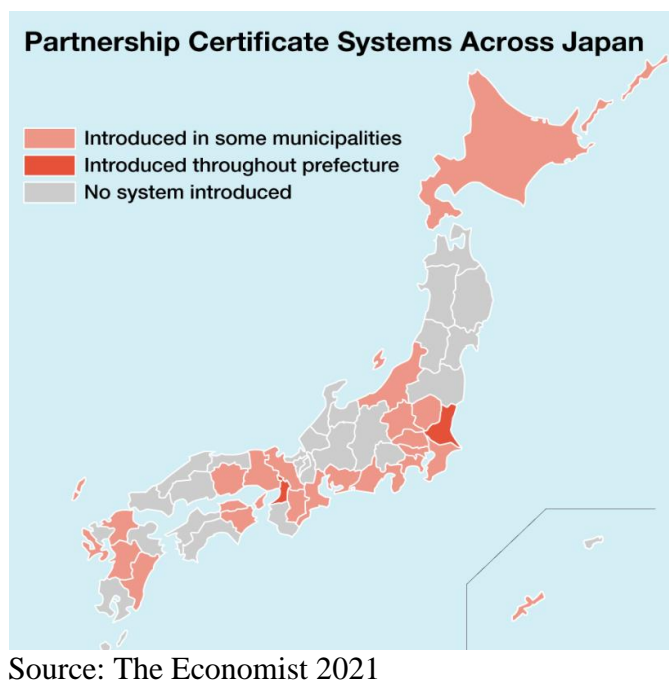 Partnership Certificate Systems Across Japan
Introduced in some municipalities
Introduced throughout prefecture
No system introduced
Source: The Economist 2021